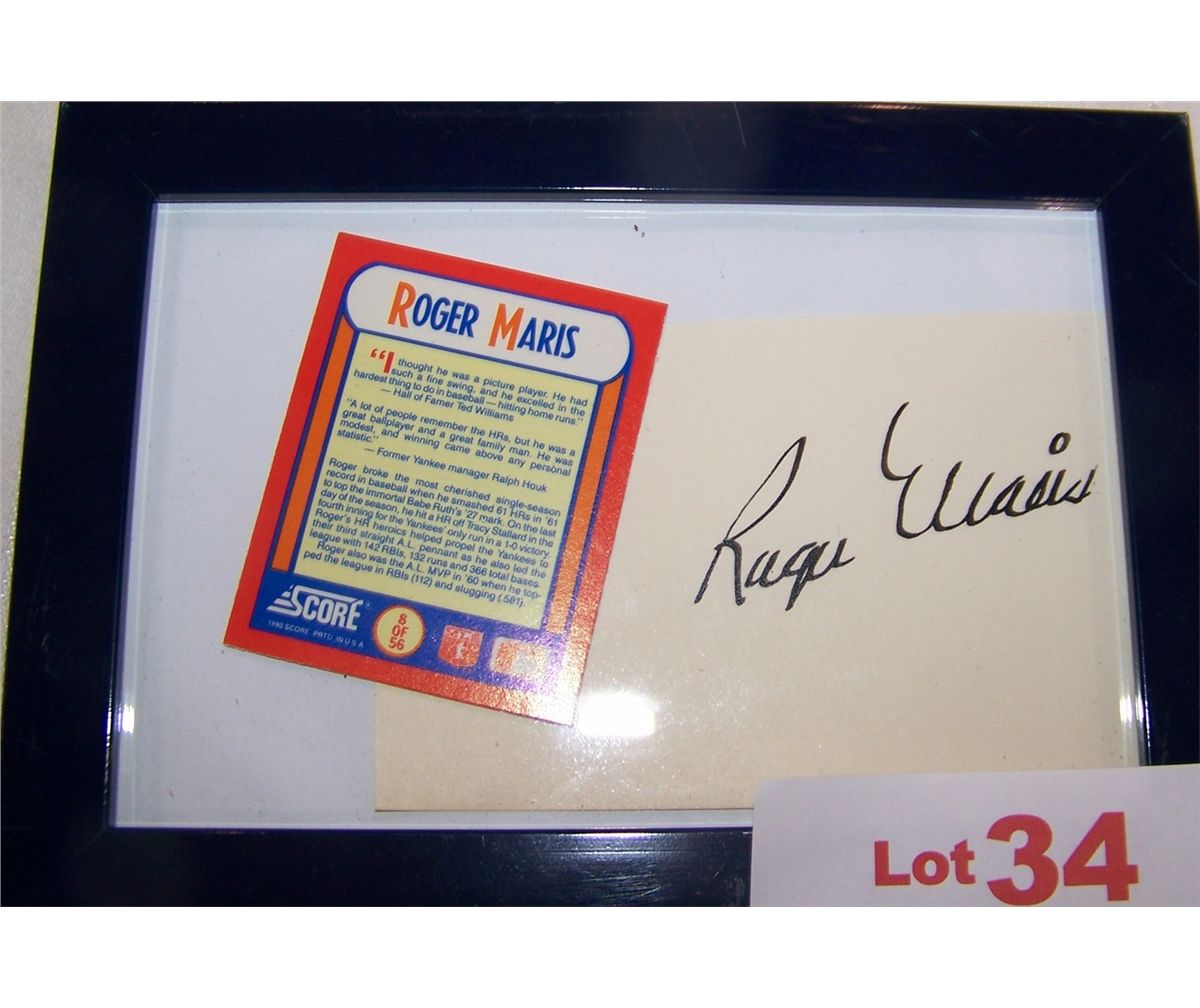 ROGER MARIS
"I thought he was a picture player. He had
such a fine swing, and he excelled in the
hardest thing to do in baseball — hitting home runs."
— Hall of Famer Ted Williams
"A lot of people remember the HRs, but he was a
great ballplayer and a great family man. He was
modest, and winning came above any personal
statistic."
— Former Yankee manager Ralph Houk
Roger broke the most cherished single-season
record in baseball when he smashed 61 HRs in '61
to top the immortal Babe Ruth's '27 mark. On the last
day of the season, he hit a HR off Tracy Stallard in the
fourth inning for the Yankees' only run in a 1-0 victory.
Roger's HR heroics helped propel the Yankees to
their third straight A.L. pennant as he also led the
league with 142 RBIs, 132 runs and 366 total bases.
Roger also was the A.L. MVP in '60 when he top-
ped the league in RBIs (112) and slugging (.581).
SCORE
1990 SCORE PRTD IN U S A
8
OF
56
Roger Maris
Lot 34